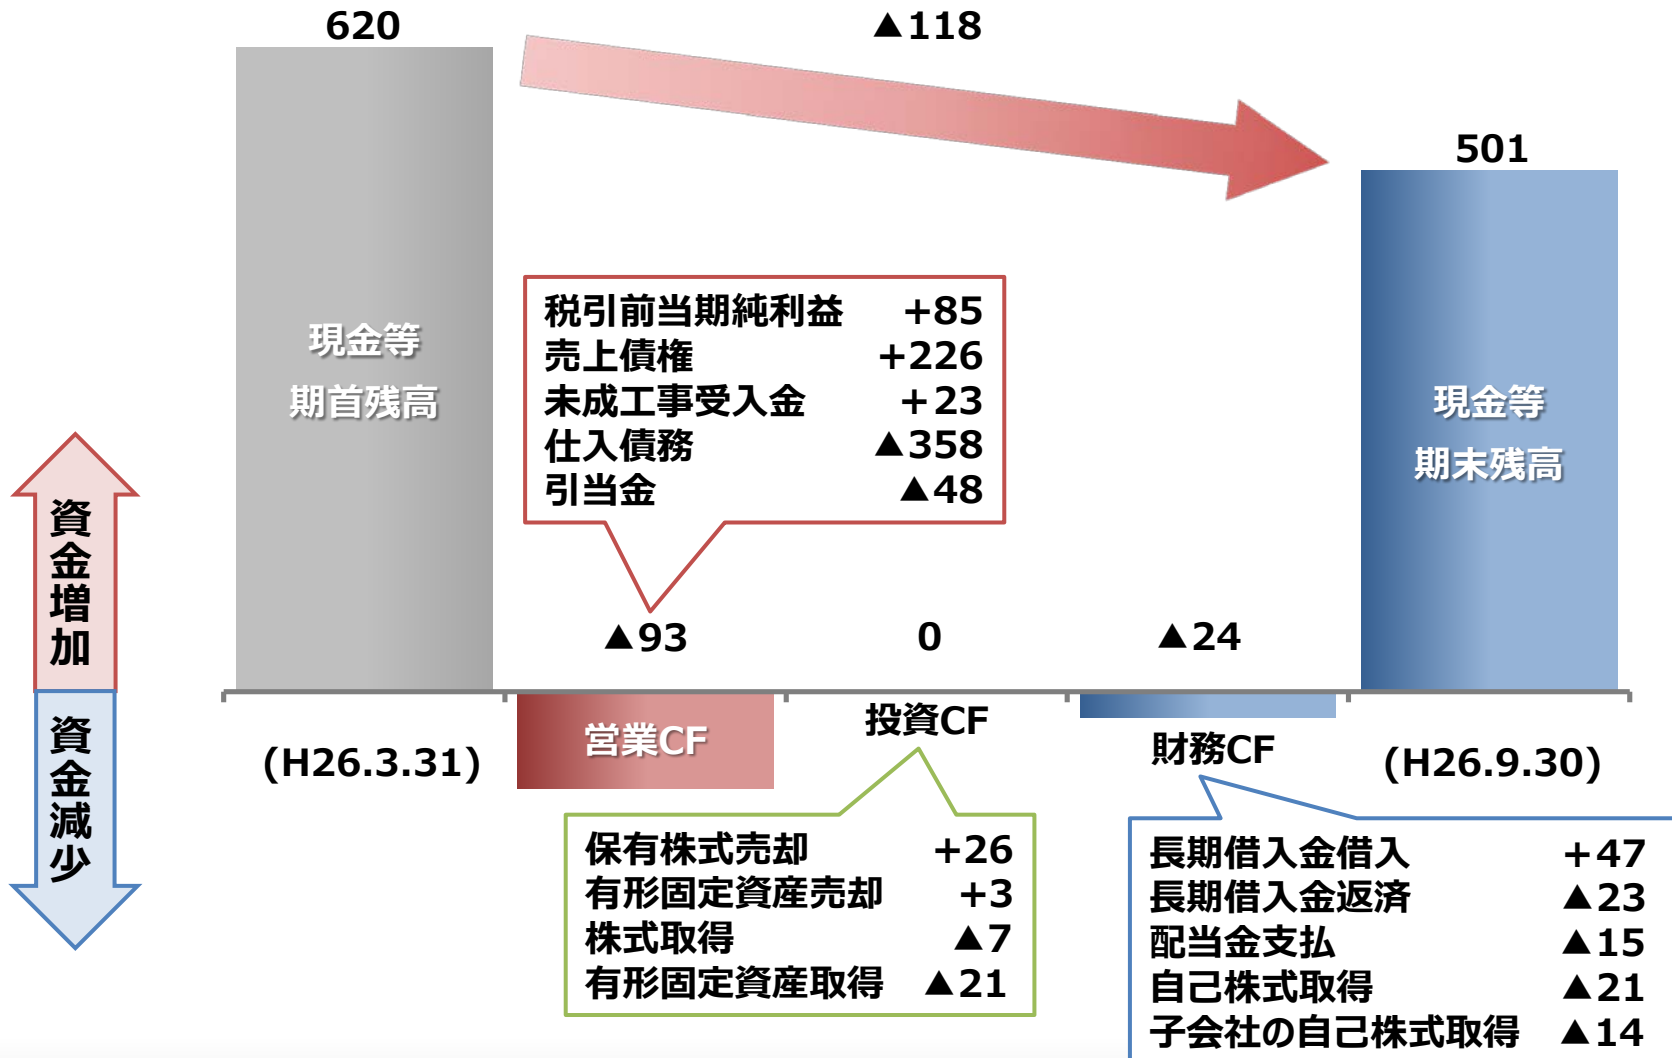 620
▲118
501
現金等
期首残高
税引前当期純利益 +85
売上債権 +226
未成工事受入金 +23
仕入債務 ▲358
引当金 ▲48
現金等
期末残高
資金増加
資金減少
▲93
0
▲24
(H26.3.31)
営業CF
投資CF
財務CF
(H26.9.30)
保有株式売却 +26
有形固定資産売却 +3
株式取得 ▲7
有形固定資産取得 ▲21
長期借入金借入 +47
長期借入金返済 ▲23
配当金支払 ▲15
自己株式取得 ▲21
子会社の自己株式取得 ▲14